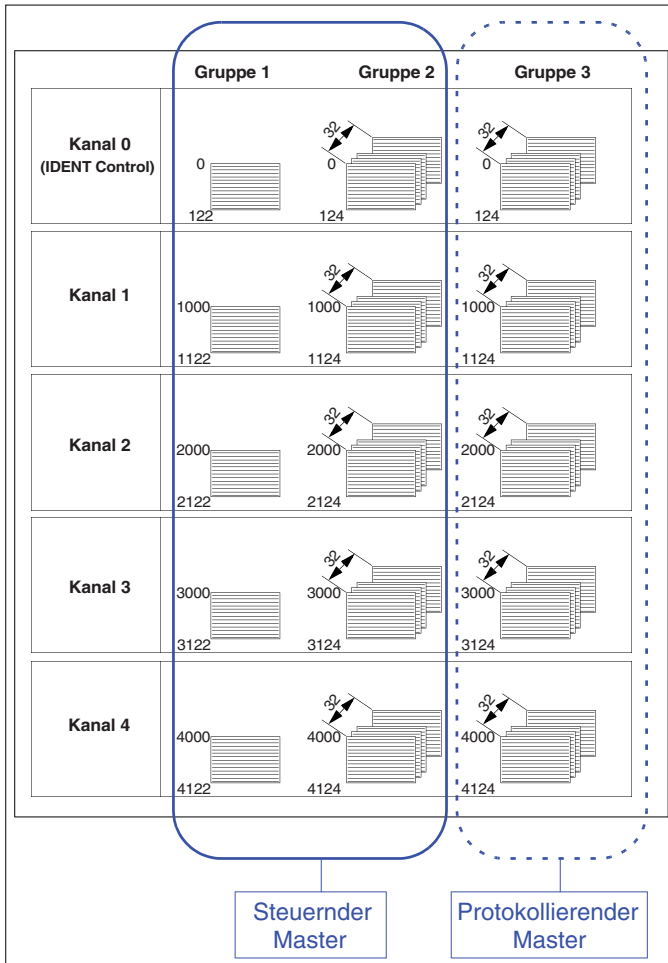 Gruppe 1 Gruppe 2 Gruppe 3
Kanal 0
(IDENT Control)
32 32
0 0 0
122 124 124
Kanal 1
32 32
1000 1000 1000
1122 1124 1124
Kanal 2
32 32
2000 2000 2000
2122 2124 2124
Kanal 3
32 32
3000 3000 3000
3122 3124 3124
Kanal 4
32 32
4000 4000 4000
4122 4124 4124
Steuernder
Master
Protokollierender
Master